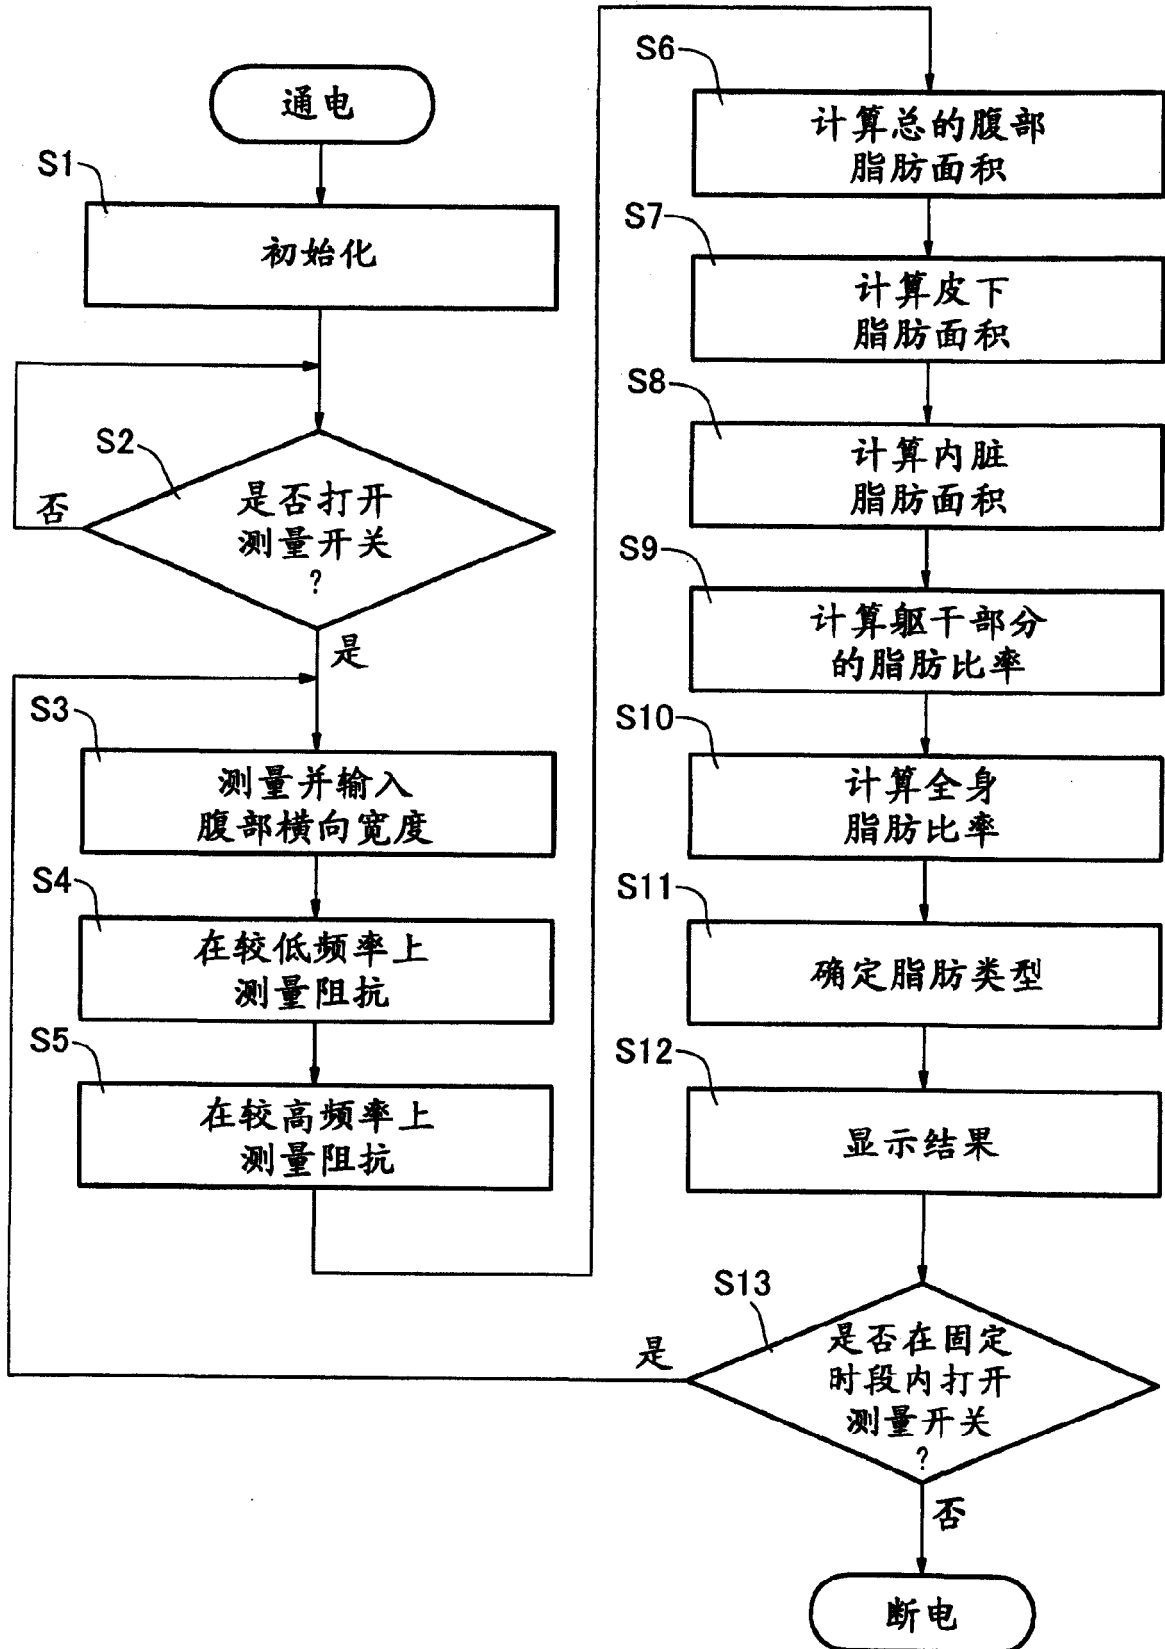 通电
S1
初始化
S2
是否打开
测量开关
?
否
是
S3
测量并输入
腹部横向宽度
S4
在较低频率上
测量阻抗
S5
在较高频率上
测量阻抗
S6
计算总的腹部
脂肪面积
S7
计算皮下
脂肪面积
S8
计算内脏
脂肪面积
S9
计算躯干部分
的脂肪比率
S10
计算全身
脂肪比率
S11
确定脂肪类型
S12
显示结果
S13
是否在固定
时段内打开
测量开关
?
是
否
断电